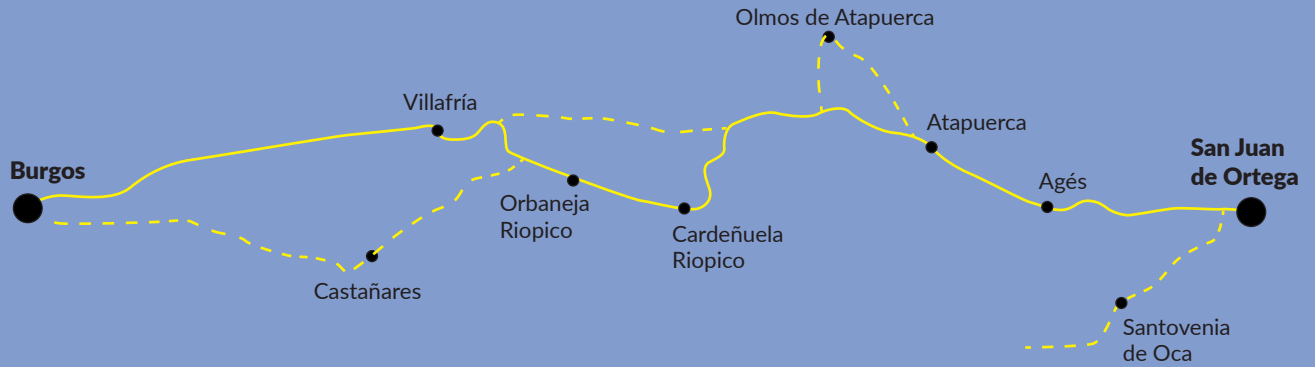 Olmos de Atapuerca
Villafría
Atapuerca
San Juan
de Ortega
Burgos
Agés
Orbaneja
Riopico
Cardeñuela
Riopico
Castañares
Santovenia
de Oca